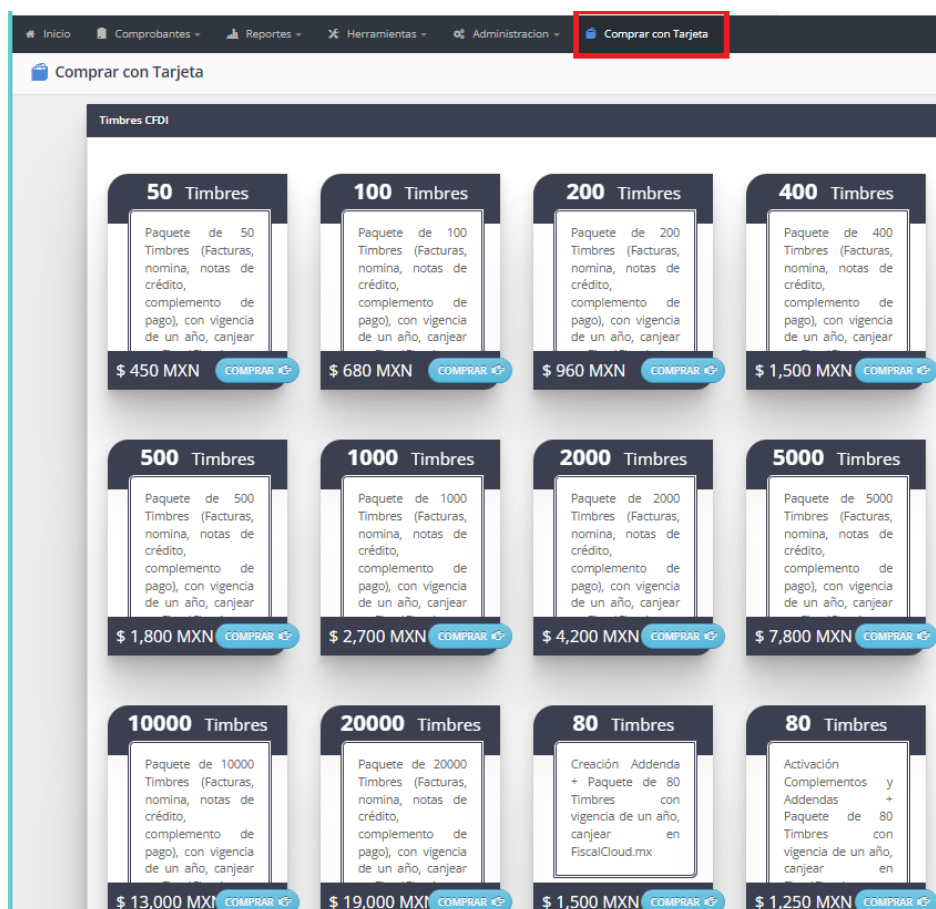 Inicio Comprobantes Reportes Herramientas Administracion Comprar con Tarjeta
Comprar con Tarjeta
Timbres CFDI
50 Timbres
Paquete de 50
Timbres (Facturas,
nomina, notas de
crédito,
complemento de
pago), con vigencia
de un año, canjear
$ 450 MXN COMPRAR
100 Timbres
Paquete de 100
Timbres (Facturas,
nomina, notas de
crédito,
complemento de
pago), con vigencia
de un año, canjear
$ 680 MXN COMPRAR
200 Timbres
Paquete de 200
Timbres (Facturas,
nomina, notas de
crédito,
complemento de
pago), con vigencia
de un año, canjear
$ 960 MXN COMPRAR
400 Timbres
Paquete de 400
Timbres (Facturas,
nomina, notas de
crédito,
complemento de
pago), con vigencia
de un año, canjear
$ 1,500 MXN COMPRAR
500 Timbres
Paquete de 500
Timbres (Facturas,
nomina, notas de
crédito,
complemento de
pago), con vigencia
de un año, canjear
$ 1,800 MXN COMPRAR
1000 Timbres
Paquete de 1000
Timbres (Facturas,
nomina, notas de
crédito,
complemento de
pago), con vigencia
de un año, canjear
$ 2,700 MXN COMPRAR
2000 Timbres
Paquete de 2000
Timbres (Facturas,
nomina, notas de
crédito,
complemento de
pago), con vigencia
de un año, canjear
$ 4,200 MXN COMPRAR
5000 Timbres
Paquete de 5000
Timbres (Facturas,
nomina, notas de
crédito,
complemento de
pago), con vigencia
de un año, canjear
$ 7,800 MXN COMPRAR
10000 Timbres
Paquete de 10000
Timbres (Facturas,
nomina, notas de
crédito,
complemento de
pago), con vigencia
de un año, canjear
$ 13,000 MXN COMPRAR
20000 Timbres
Paquete de 20000
Timbres (Facturas,
nomina, notas de
crédito,
complemento de
pago), con vigencia
de un año, canjear
$ 19,000 MXN COMPRAR
80 Timbres
Creación Addenda
+ Paquete de 80
Timbres con
vigencia de un año,
canjear en
FiscalCloud.mx
$ 1,500 MXN COMPRAR
80 Timbres
Activación
Complementos y
Addendas +
Paquete de 80
Timbres con
vigencia de un año,
canjear en
$ 1,250 MXN COMPRAR